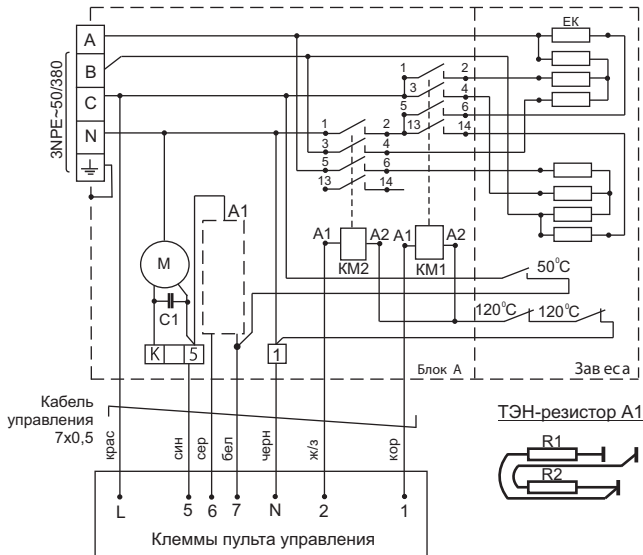 3NPE~50/380
A
B
C
N
EK
1
2
3
4
5
6
13
14
1
2
3
4
5
6
13
14
A1
M
C1
K
5
A1
A2
KM2
A1
A2
KM1
50°C
120°C
120°C
1
Блок А
Завеса
Кабель
управления
7x0,5
крас
син
сер
бел
черн
ж/з
кор
L
5
6
7
N
2
1
Клеммы пульта управления
ТЭН-резистор А1
R1
R2